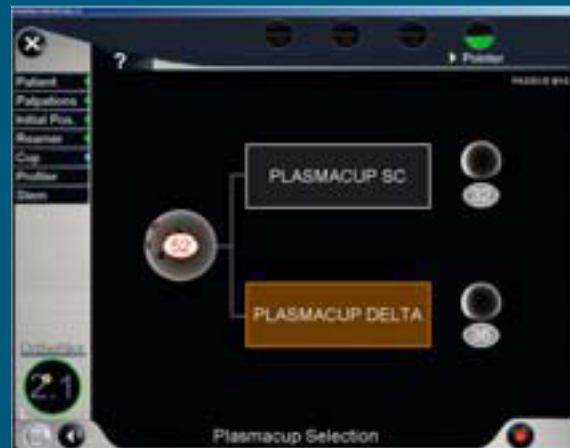 ?
Pointer
Patient
Palpations
Initial Pos.
Reamer
Cup
Profiler
Stem
PLASMACUP SC
52
PLASMACUP DELTA
OrthoPilot
2.1
Plasmacup Selection